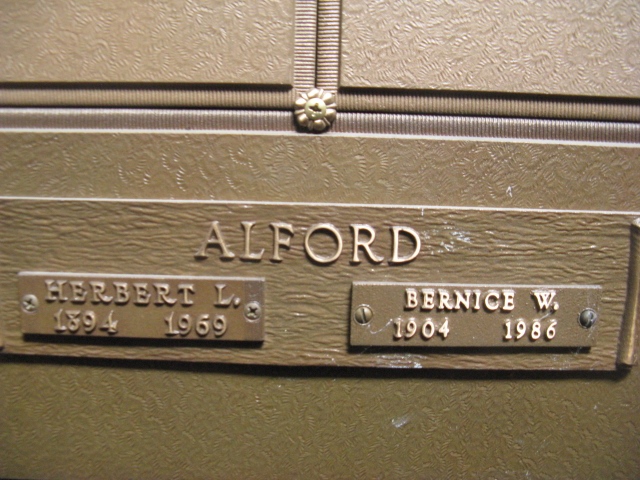 ALFORD
HERBERT L.
1894 1969
BERNICE W.
1904 1986